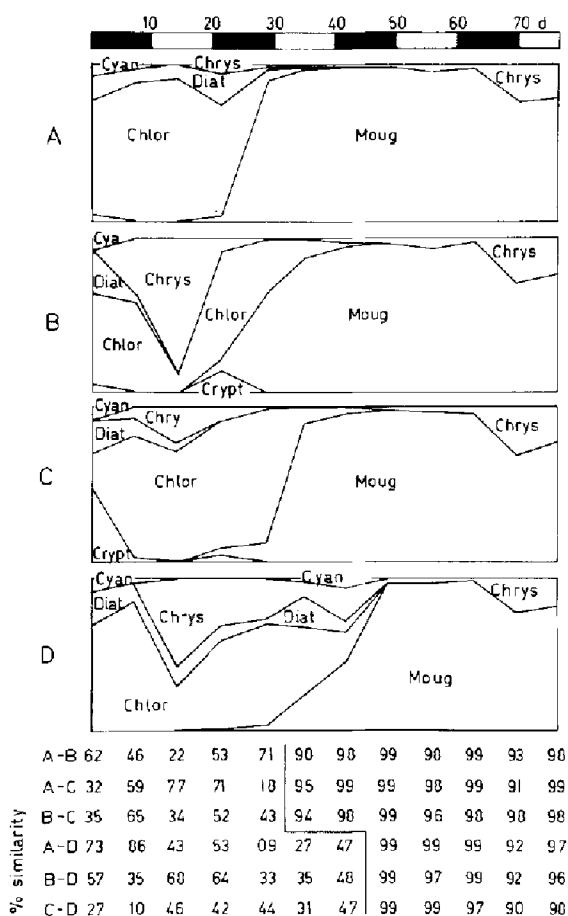 10 20 30 40 50 60 70 d
Cyan Chrys
Diat Chrys
A Chlor Moug
Cya
Diat Chrys Chrys
B Chlor Chlor Moug
Crypt
Cyan Chry Chrys
Diat
C Chlor Moug
Crypt
Cyan Cyan
Diat Chrys Diat Chrys
D Chlor Moug
% similarity
A-B 62 46 22 53 71 90 98 99 98 99 93 98
A-C 32 59 77 71 18 95 99 99 98 99 91 99
B-C 35 65 34 52 43 94 98 99 96 98 98 98
A-D 73 86 43 53 09 27 47 99 99 99 92 97
B-D 57 35 68 64 33 35 48 99 97 99 92 96
C-D 27 10 46 42 44 31 47 99 99 97 90 90